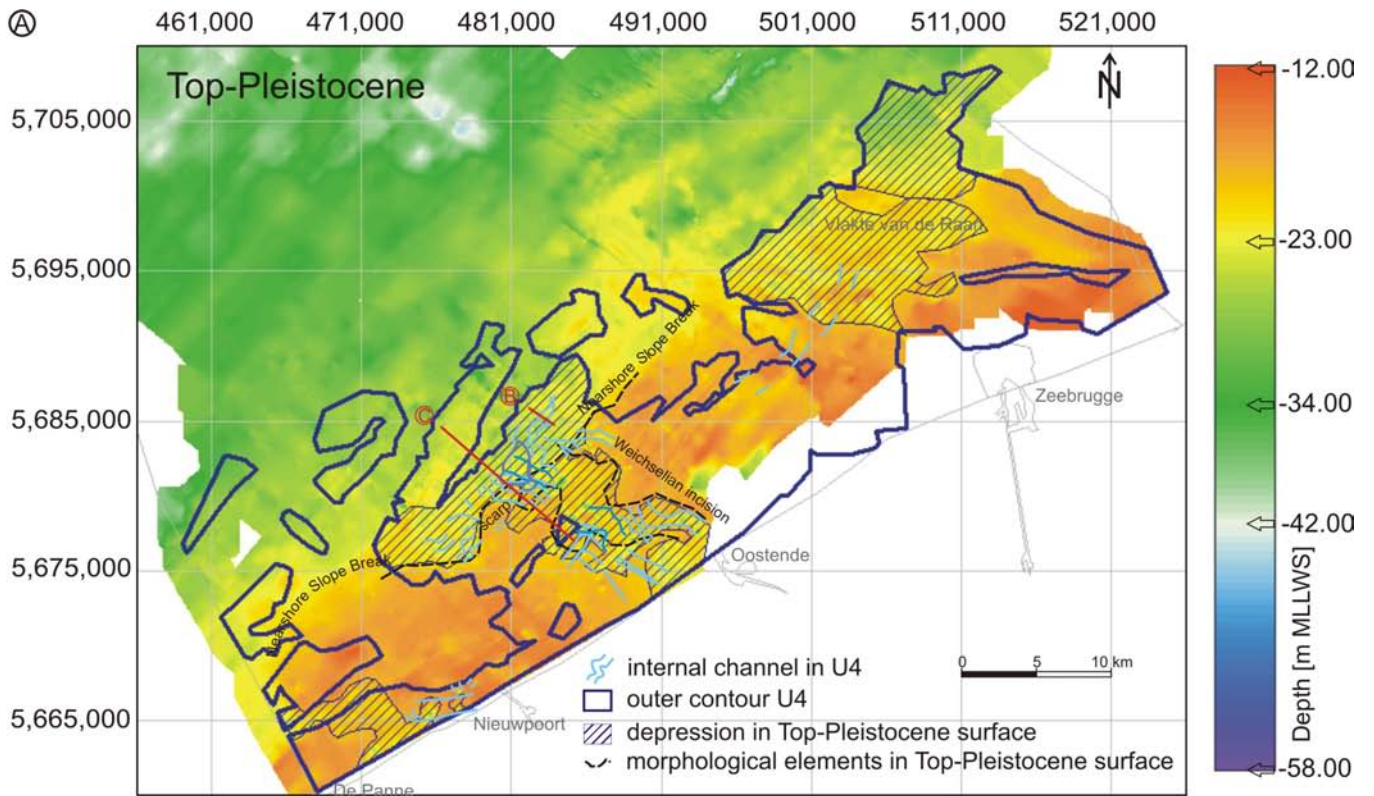 A
461,000 471,000 481,000 491,000 501,000 511,000 521,000
Top-Pleistocene
N
-12.00
5,705,000
Vlakte van de Raan
-23.00
5,695,000
Nearshore Slope Break
B
C
Zeebrugge
-34.00
5,685,000
Weichselian incision
scarp
-42.00
Oostende
5,675,000
Nearshore Slope Break
internal channel in U4
0 5 10 km
outer contour U4
5,665,000
Nieuwpoort
depression in Top-Pleistocene surface
morphological elements in Top-Pleistocene surface
De Panne
Depth [m MLLWS]
-58.00